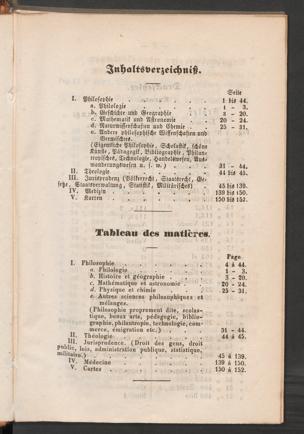 Inhaltsverzeichniß.
Seite
I. Philosophie . . . . . . 1 bis 44.
a. Philologie . . . . . . 1 – 3.
b. Geschichte und Geographie . . . 3 – 20.
c. Mathematik und Astronomie . . . 20 – 24.
d. Naturwissenschaften und Chemie . . 25 – 31.
e. Andere philosophische Wissenschaften und
Vermischtes.
(Eigentliche Philosophie, Scholastik, schöne
Künste, Pädagogik, Bibliographie, Philan-
tropisches, Technologie, Handelswesen, Aus-
wanderungswesen u. s. w.) . . . 31 – 44.
II. Theologie . . . . . . 44 bis 45.
III. Jurisprudenz (Völkerrecht, Staatsrecht, Ge-
setze, Staatsverwaltung, Statistik, Militärisches) 45 bis 139.
IV. Medizin . . . . . . 139 bis 150.
V. Karten . . . . . . 150 bis 152.
Tableau des matières.
Page
I. Philosophie . . . . . . 4 à 44.
a. Philologie . . . . . . 1 – 3.
b. Histoire et géographie . . . . 3 – 20.
c. Mathématique et astronomie . . . 20 – 24.
d. Physique et chimie . . . . 25 – 31.
e. Autres sciences philosophiques et
mélanges.
(Philosophie proprement dite, scolas-
tique, beaux arts, pédagogie, biblio-
graphie, philantropie, technologie, com-
merce, émigration etc.) . . . 31 – 44.
II. Théologie . . . . . . 44 à 45.
III. Jurisprudence. (Droit des gens, droit
public, lois, administration publique, statistique,
militaire.) . . . . . . 45 à 139.
IV. Médecine . . . . . . 139 à 150.
V. Cartes . . . . . . 150 à 152.